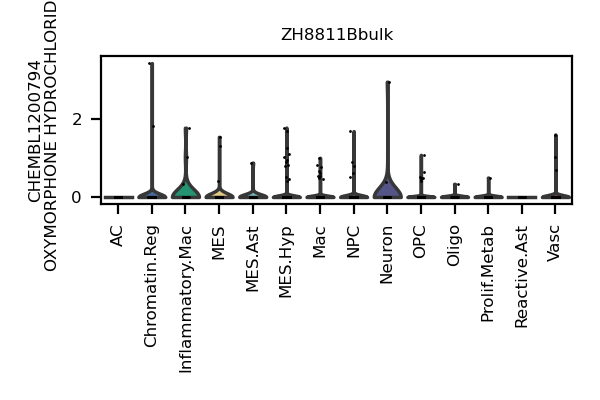 ZH8811Bbulk
CHEMBL1200794
OXYMORPHONE HYDROCHLORID
2
0
AC
Chromatin.Reg
Inflammatory.Mac
MES
MES.Ast
MES.Hyp
Mac
NPC
Neuron
OPC
Oligo
Prolif.Metab
Reactive.Ast
Vasc